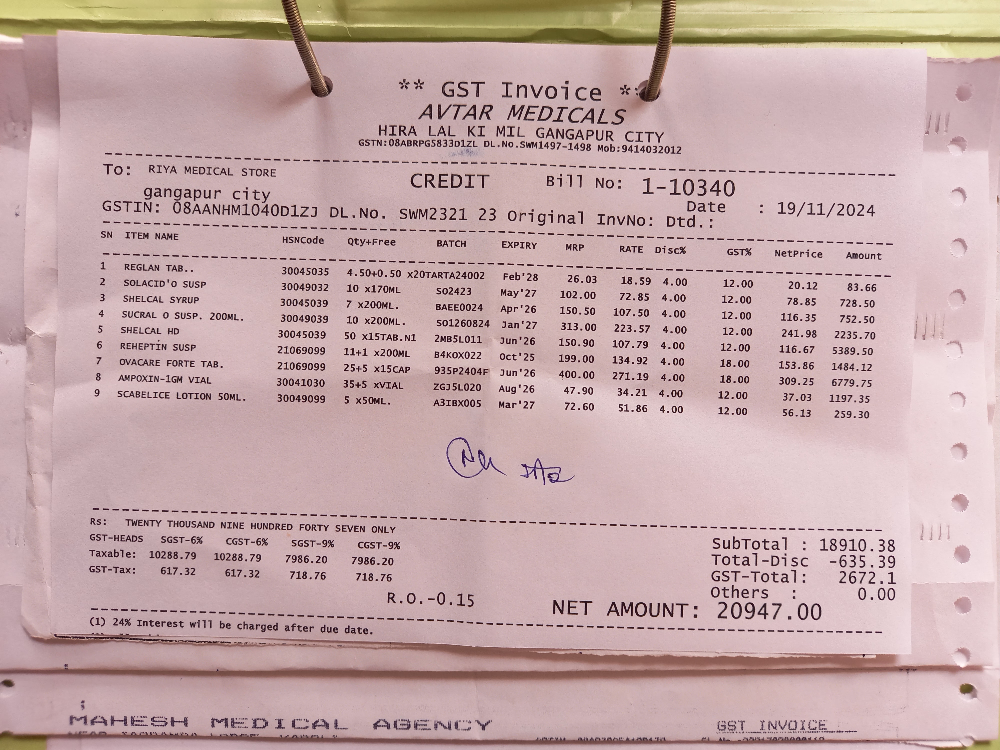 ** GST Invoice **
AVTAR MEDICALS
HIRA LAL KI MIL GANGAPUR CITY
GSTN:08ABRPG5833D1ZL DL.No.SWM1497-1498 Mob:9414032012
To: RIYA MEDICAL STORE CREDIT Bill No: 1-10340
gangapur city Date : 19/11/2024
GSTIN: 08AANHM1040D1ZJ DL.No. SWM2321 23 Original InvNo: Dtd.:
SN ITEM NAME HSNCode Qty+Free BATCH EXPIRY MRP RATE Disc% GST% NetPrice Amount
1 REGLAN TAB.. 30045035 4.50+0.50 x20TARTA24002 Feb'28 26.03 18.59 4.00 12.00 20.12 83.66
2 SOLACID'O SUSP 30049032 10 x170ML SO2423 May'27 102.00 72.85 4.00 12.00 78.85 728.50
3 SHELCAL SYRUP 30045039 7 x200ML. BAEE0024 Apr'26 150.50 107.50 4.00 12.00 116.35 752.50
4 SUCRAL O SUSP. 200ML. 30049039 10 x200ML. SO1260824 Jan'27 313.00 223.57 4.00 12.00 241.98 2235.70
5 SHELCAL HD 30045039 50 x15TAB.N1 2MB5L011 Jun'26 150.90 107.79 4.00 12.00 116.67 5389.50
6 REHEPTIN SUSP 21069099 11+1 x200ML B4KOX022 Oct'25 199.00 134.92 4.00 18.00 153.86 1484.12
7 OVACARE FORTE TAB. 21069099 25+5 x15CAP 935P2404F Jun'26 400.00 271.19 4.00 18.00 309.25 6779.75
8 AMPOXIN-1GM VIAL 30041030 35+5 xVIAL ZGJ5L020 Aug'26 47.90 34.21 4.00 12.00 37.03 1197.35
9 SCABELICE LOTION 50ML. 30049099 5 x50ML. A3IBX005 Mar'27 72.60 51.86 4.00 12.00 56.13 259.30
Rs: TWENTY THOUSAND NINE HUNDRED FORTY SEVEN ONLY
GST-HEADS SGST-6% CGST-6% SGST-9% CGST-9%
Taxable: 10288.79 10288.79 7986.20 7986.20
GST-Tax: 617.32 617.32 718.76 718.76
R.O.-0.15
SubTotal : 18910.38
Total-Disc -635.39
GST-Total: 2672.1
Others : 0.00
NET AMOUNT: 20947.00
(1) 24% Interest will be charged after due date.
MAHESH MEDICAL AGENCY GST INVOICE